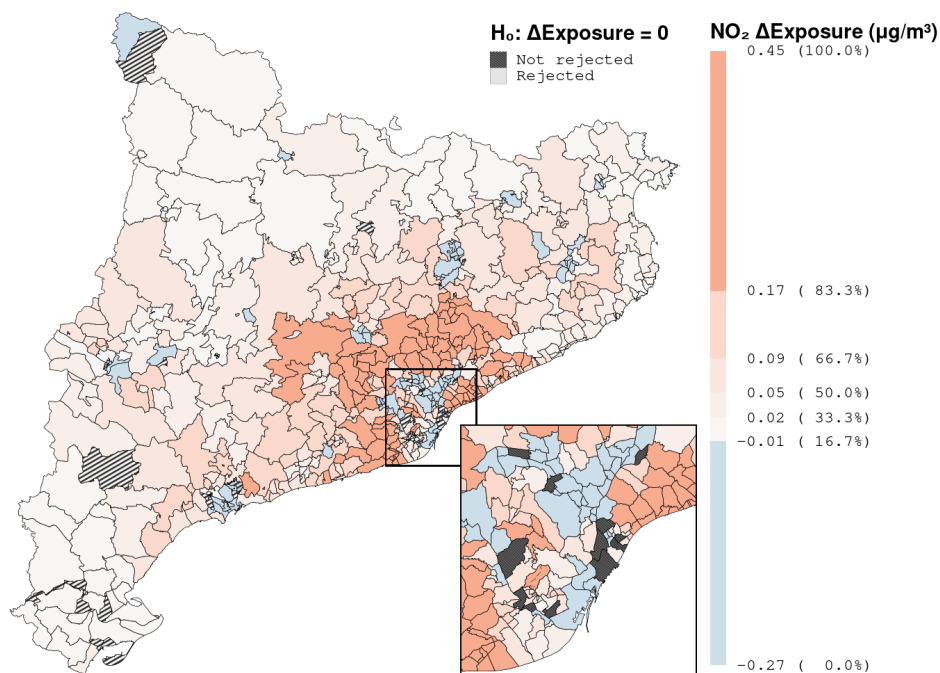 H₀: ΔExposure = 0
Not rejected
Rejected
NO₂ ΔExposure (µg/m³)
0.45 (100.0%)
0.17 ( 83.3%)
0.09 ( 66.7%)
0.05 ( 50.0%)
0.02 ( 33.3%)
−0.01 ( 16.7%)
−0.27 (  0.0%)